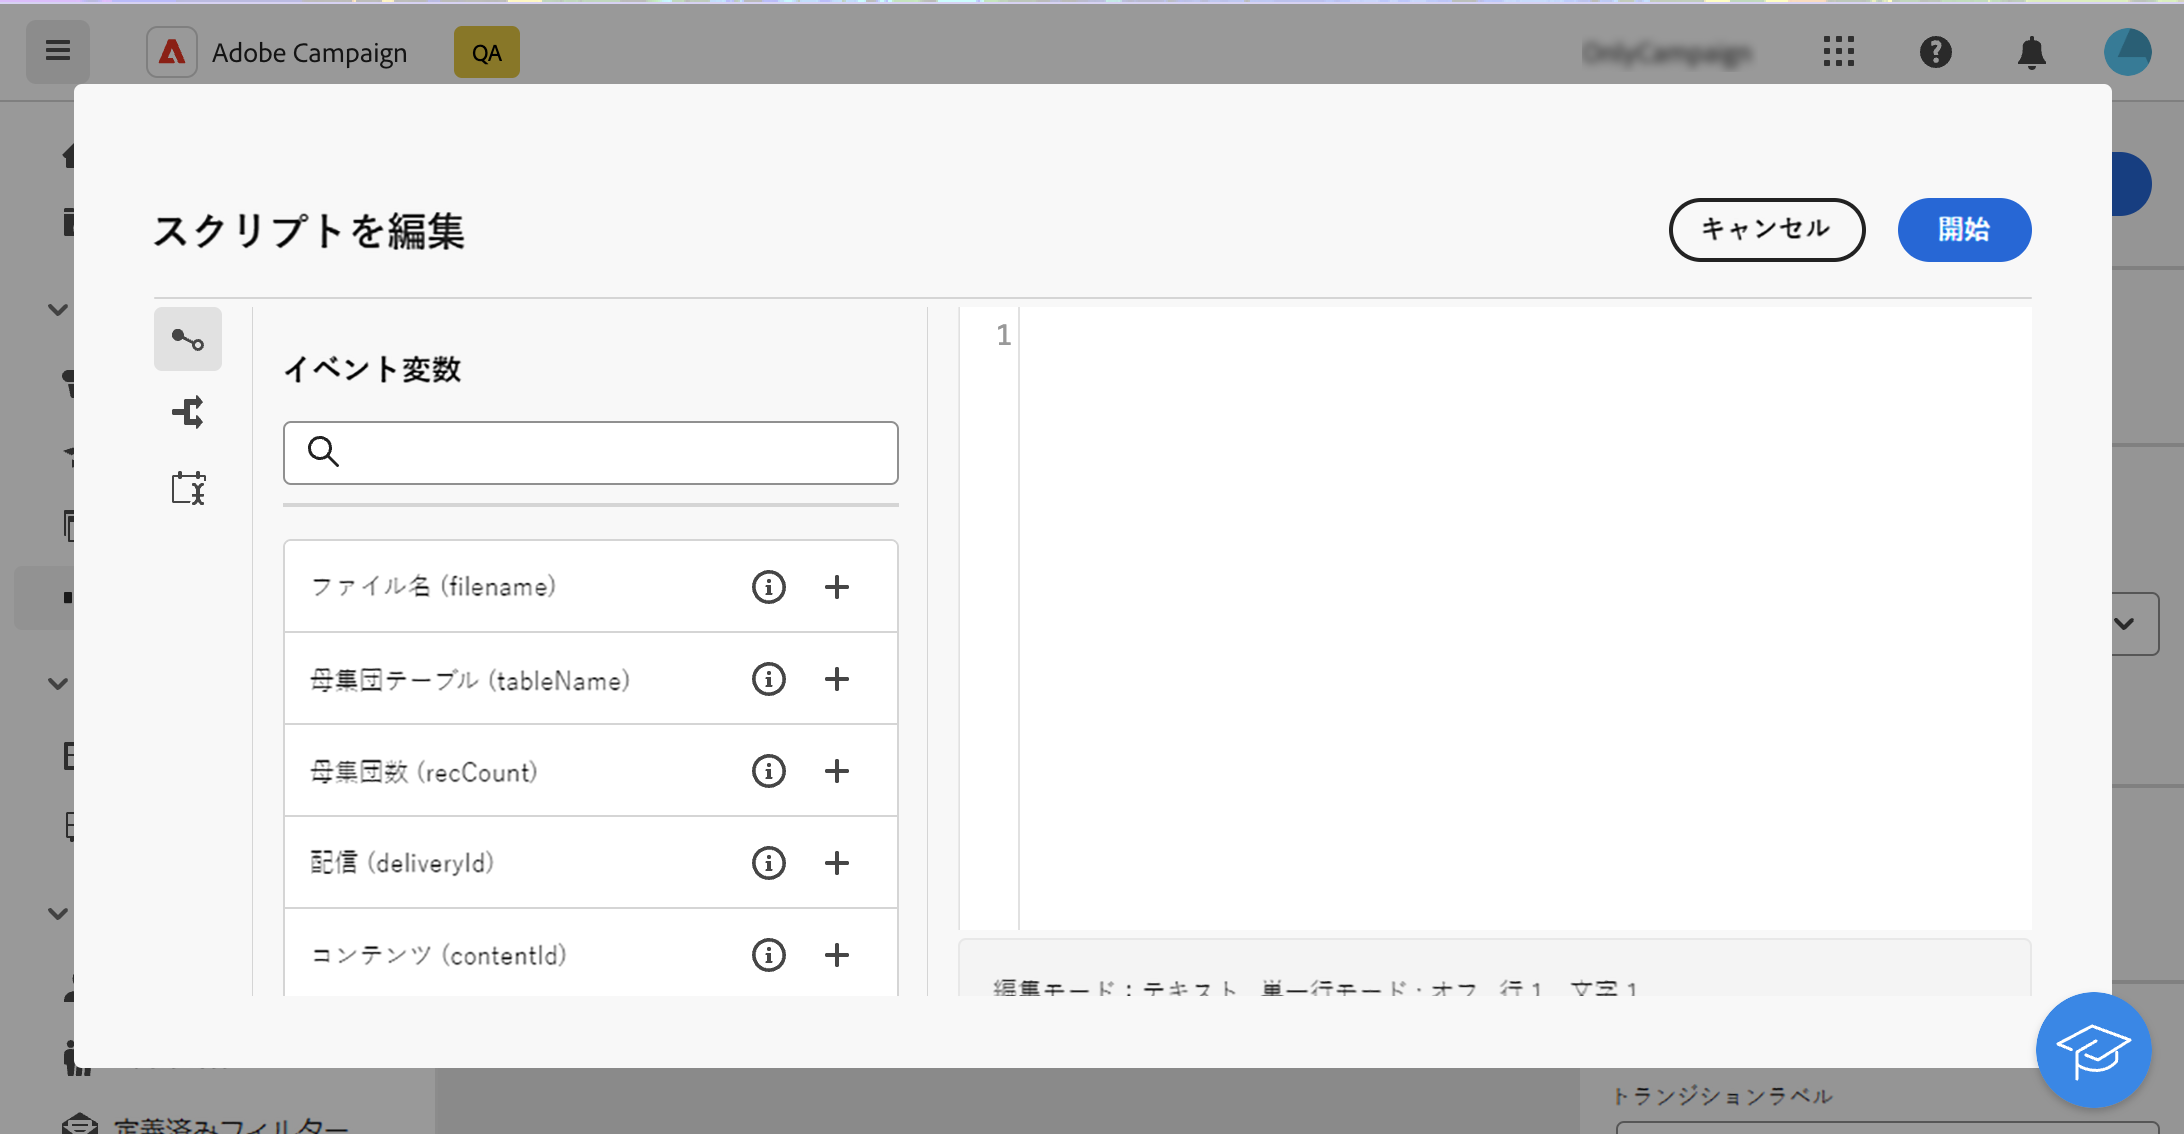 Adobe Campaign
QA
スクリプトを編集
キャンセル
開始
イベント変数
1
ファイル名 (filename)
母集団テーブル (tableName)
母集団数 (recCount)
配信 (deliveryId)
コンテンツ (contentId)
編集モード：テキスト 単一行モード：オフ 行 1 文字 1
トランジションラベル
定義済みフィルター